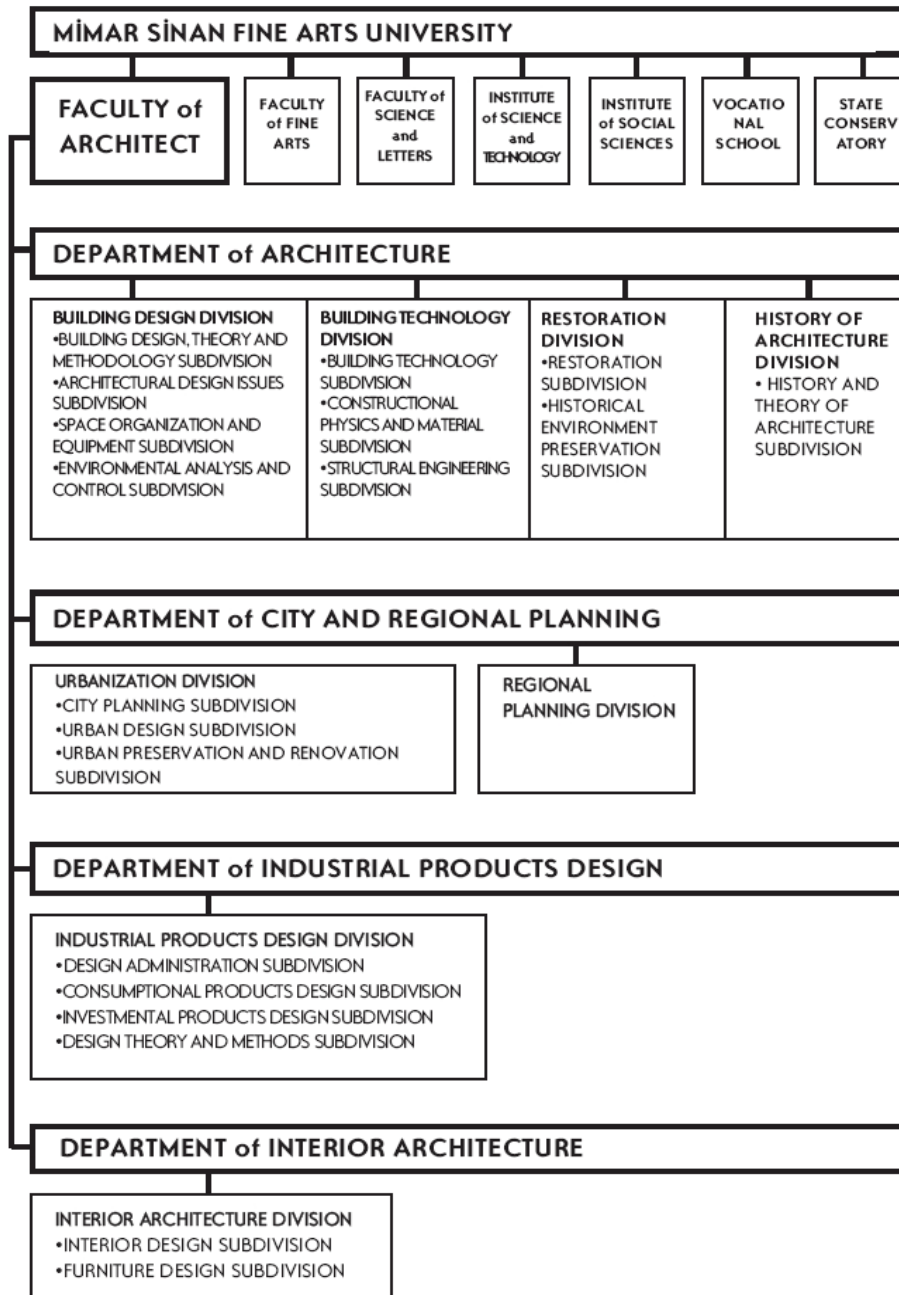 MİMAR SİNAN FINE ARTS UNIVERSITY
FACULTY of
ARCHITECT
FACULTY
of FINE
ARTS
FACULTY of
SCIENCE
and
LETTERS
INSTITUTE
of SCIENCE
and
TECHNOLOGY
INSTITUTE
of SOCIAL
SCIENCES
VOCATIO
NAL
SCHOOL
STATE
CONSERV
ATORY
DEPARTMENT of ARCHITECTURE
BUILDING DESIGN DIVISION
•BUILDING DESIGN, THEORY AND
METHODOLOGY SUBDIVISION
•ARCHITECTURAL DESIGN ISSUES
SUBDIVISION
•SPACE ORGANIZATION AND
EQUIPMENT SUBDIVISION
•ENVIRONMENTAL ANALYSIS AND
CONTROL SUBDIVISION
BUILDING TECHNOLOGY
DIVISION
•BUILDING TECHNOLOGY
SUBDIVISION
•CONSTRUCTIONAL
PHYSICS AND MATERIAL
SUBDIVISION
•STRUCTURAL ENGINEERING
SUBDIVISION
RESTORATION
DIVISION
•RESTORATION
SUBDIVISION
•HISTORICAL
ENVIRONMENT
PRESERVATION
SUBDIVISION
HISTORY OF
ARCHITECTURE
DIVISION
• HISTORY AND
THEORY OF
ARCHITECTURE
SUBDIVISION
DEPARTMENT of CITY AND REGIONAL PLANNING
URBANIZATION DIVISION
•CITY PLANNING SUBDIVISION
•URBAN DESIGN SUBDIVISION
•URBAN PRESERVATION AND RENOVATION
SUBDIVISION
REGIONAL
PLANNING DIVISION
DEPARTMENT of INDUSTRIAL PRODUCTS DESIGN
INDUSTRIAL PRODUCTS DESIGN DIVISION
•DESIGN ADMINISTRATION SUBDIVISION
•CONSUMPTIONAL PRODUCTS DESIGN SUBDIVISION
•INVESTMENTAL PRODUCTS DESIGN SUBDIVISION
•DESIGN THEORY AND METHODS SUBDIVISION
DEPARTMENT of INTERIOR ARCHITECTURE
INTERIOR ARCHITECTURE DIVISION
•INTERIOR DESIGN SUBDIVISION
•FURNITURE DESIGN SUBDIVISION